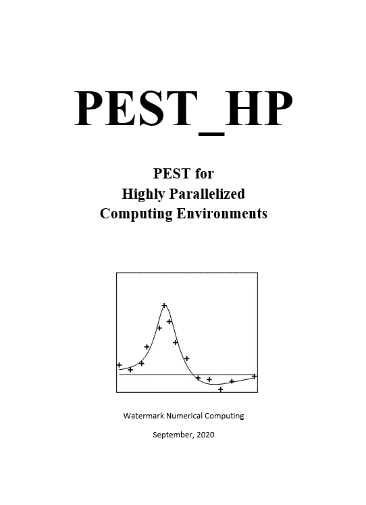 PEST_HP
PEST for
Highly Parallelized
Computing Environments
Watermark Numerical Computing
September, 2020